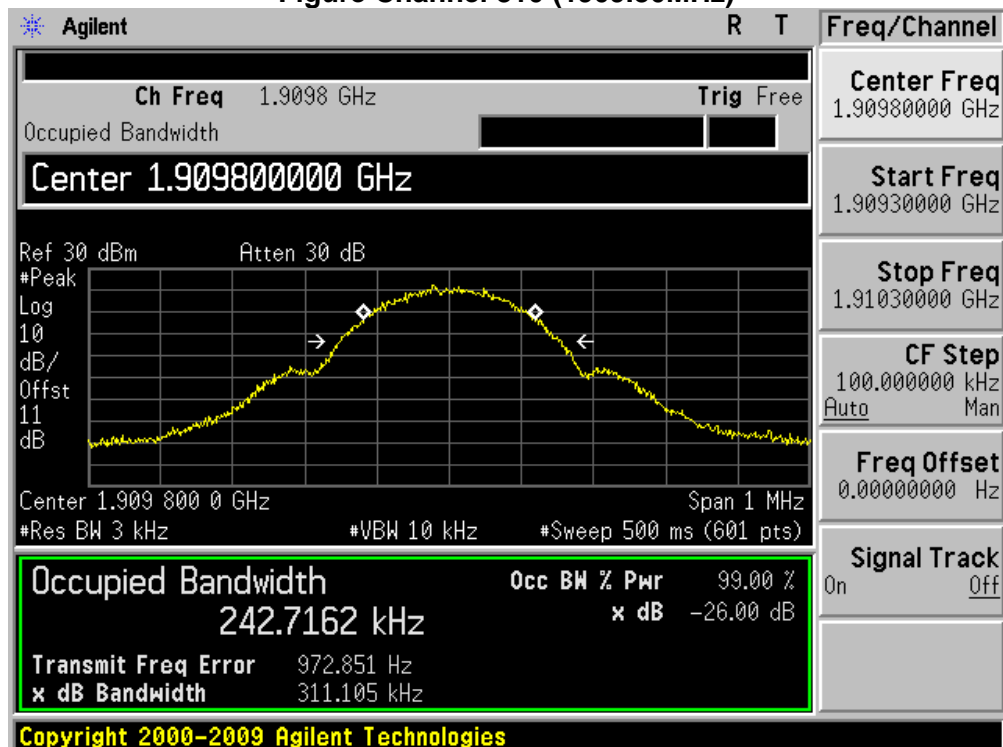 Agilent R T Freq/Channel
Ch Freq 1.9098 GHz Trig Free
Occupied Bandwidth
Center 1.909800000 GHz
Center Freq
1.90980000 GHz
Start Freq
1.90930000 GHz
Stop Freq
1.91030000 GHz
CF Step
100.000000 kHz
Auto Man
Freq Offset
0.00000000 Hz
Signal Track
On Off
Ref 30 dBm Atten 30 dB
#Peak
Log
10
dB/
Offst
11
dB
Center 1.909 800 0 GHz Span 1 MHz
#Res BW 3 kHz #VBW 10 kHz #Sweep 500 ms (601 pts)
Occupied Bandwidth
242.7162 kHz
Occ BW % Pwr 99.00 %
x dB -26.00 dB
Transmit Freq Error 972.851 Hz
x dB Bandwidth 311.105 kHz
Copyright 2000-2009 Agilent Technologies